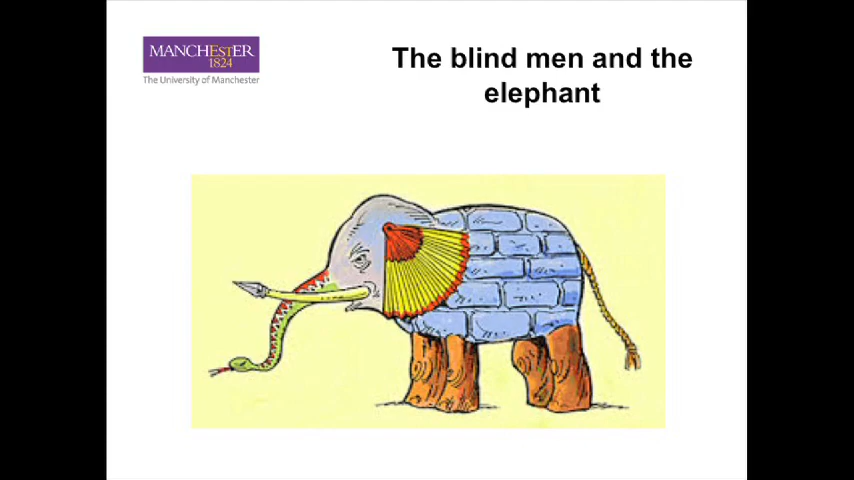 MANCHESTER
1824
The University of Manchester
The blind men and the
elephant